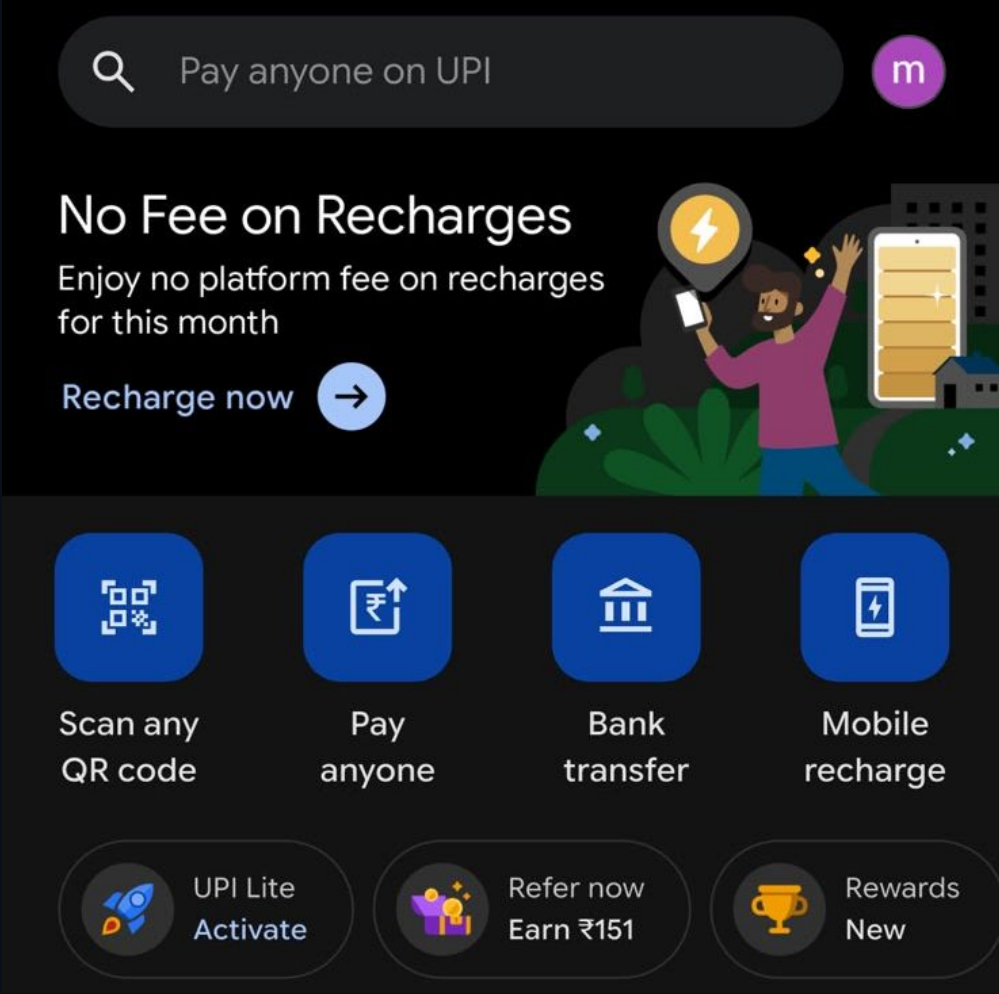 Pay anyone on UPI
m
No Fee on Recharges
Enjoy no platform fee on recharges
for this month
Recharge now
Scan any
QR code
Pay
anyone
Bank
transfer
Mobile
recharge
UPI Lite
Activate
Refer now
Earn ₹151
Rewards
New